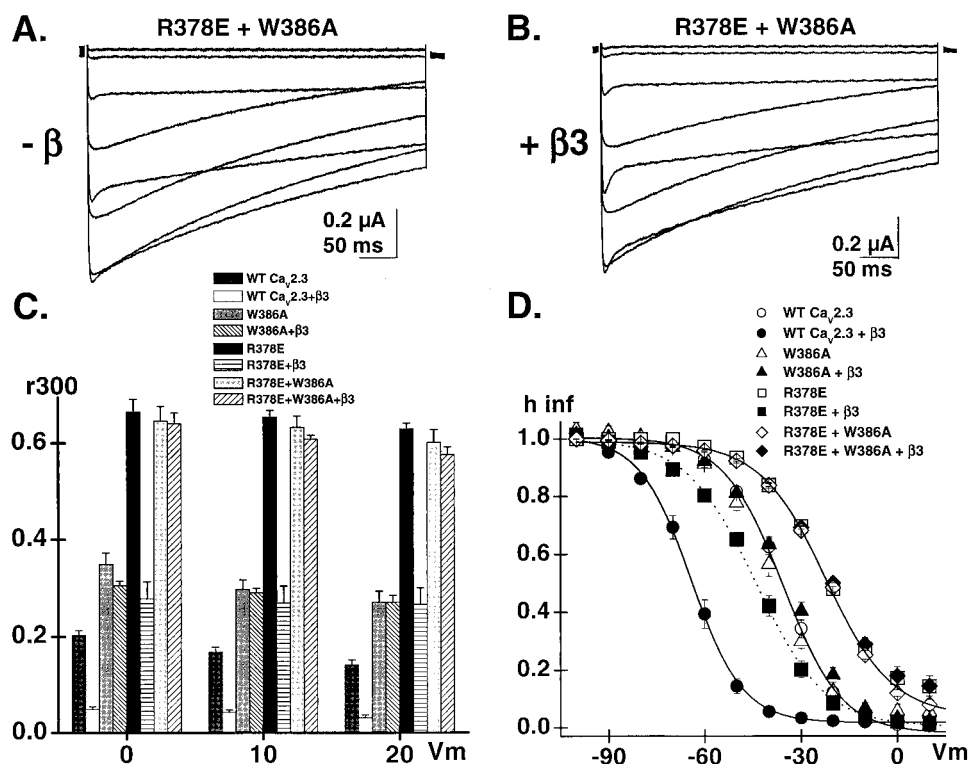 A.
R378E + W386A
- β
0.2 µA
50 ms
B.
R378E + W386A
+ β3
0.2 µA
50 ms
C.
WT Cav2.3
WT Cav2.3+β3
W386A
W386A+β3
R378E
R378E+β3
R378E+W386A
R378E+W386A+β3
r300
0.6
0.4
0.2
0.0
0 10 20 Vm
D.
WT Cav2.3
WT Cav2.3 + β3
W386A
W386A + β3
R378E
R378E + β3
R378E + W386A
R378E + W386A + β3
h inf
1.0
0.8
0.6
0.4
0.2
0.0
-90 -60 -30 0 Vm